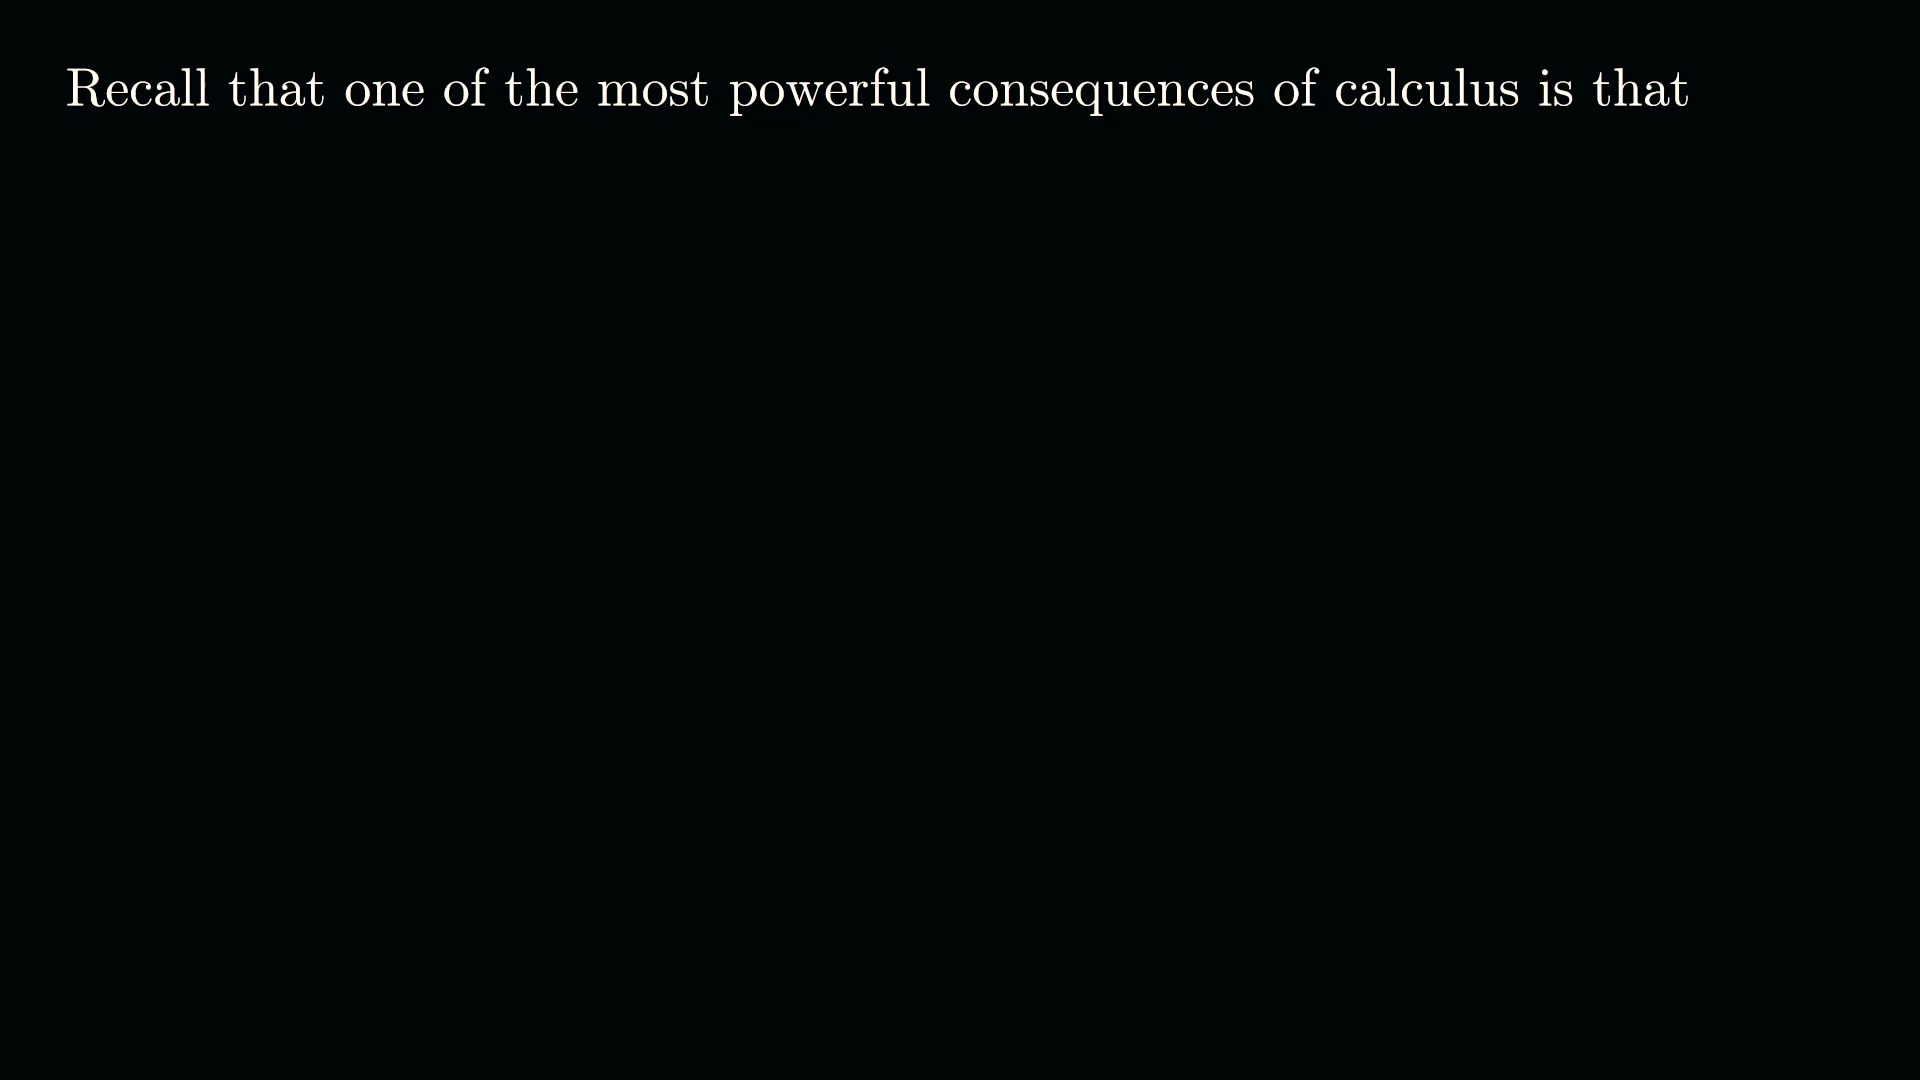 Recall that one of the most powerful consequences of calculus is that